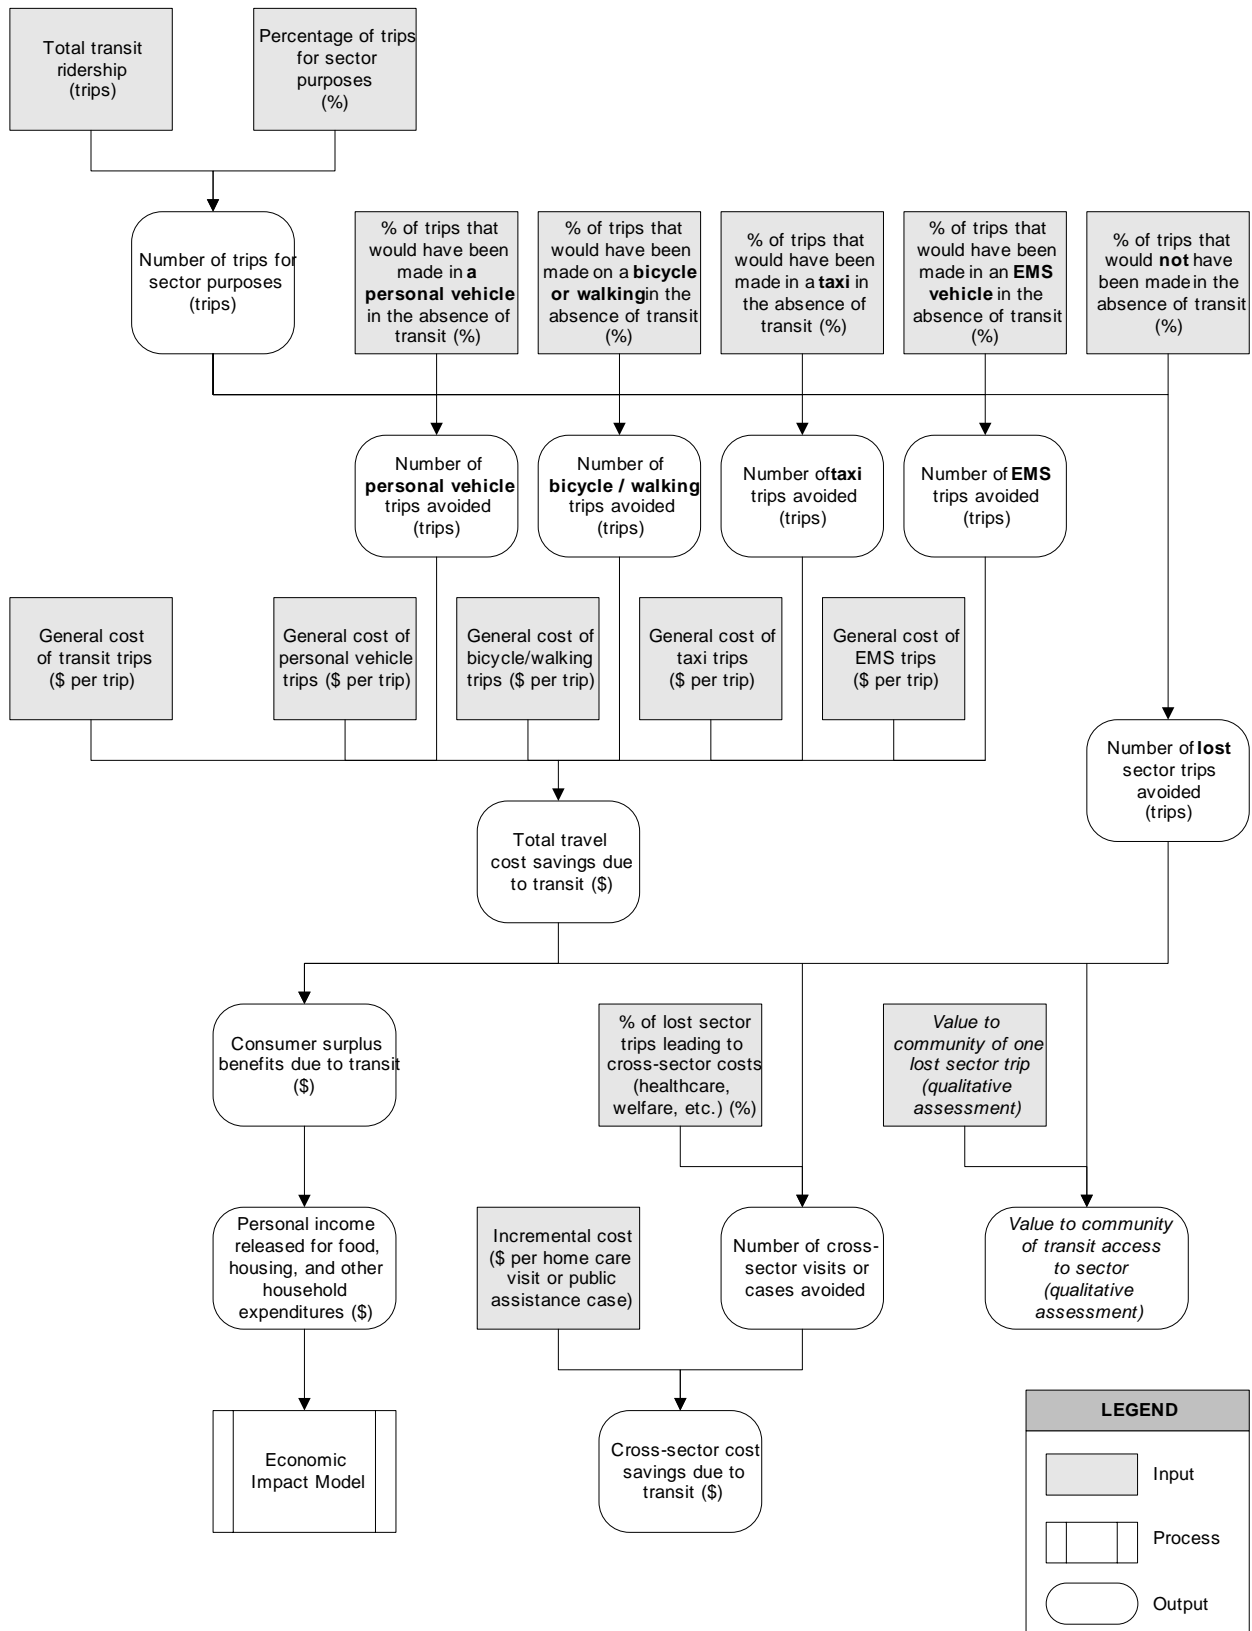 Total transit
ridership
(trips)
Percentage of trips
for sector
purposes
(%)
Number of trips for
sector purposes
(trips)
% of trips that
would have been
made in a
personal vehicle
in the absence of
transit (%)
% of trips that
would have been
made on a bicycle
or walking in the
absence of transit
(%)
% of trips that
would have been
made in a taxi in
the absence of
transit (%)
% of trips that
would have been
made in an EMS
vehicle in the
absence of transit
(%)
% of trips that
would not have
been made in the
absence of transit
(%)
Number of
personal vehicle
trips avoided
(trips)
Number of
bicycle / walking
trips avoided
(trips)
Number of taxi
trips avoided
(trips)
Number of EMS
trips avoided
(trips)
General cost
of transit trips
($ per trip)
General cost of
personal vehicle
trips ($ per trip)
General cost of
bicycle/walking
trips ($ per trip)
General cost of
taxi trips
($ per trip)
General cost of
EMS trips
($ per trip)
Number of lost
sector trips
avoided
(trips)
Total travel
cost savings due
to transit ($)
Consumer surplus
benefits due to transit
($)
% of lost sector
trips leading to
cross-sector costs
(healthcare,
welfare, etc.) (%)
Value to
community of one
lost sector trip
(qualitative
assessment)
Personal income
released for food,
housing, and other
household
expenditures ($)
Incremental cost
($ per home care
visit or public
assistance case)
Number of cross-
sector visits or
cases avoided
Value to community
of transit access
to sector
(qualitative
assessment)
Economic
Impact Model
Cross-sector cost
savings due to
transit ($)
LEGEND
Input
Process
Output